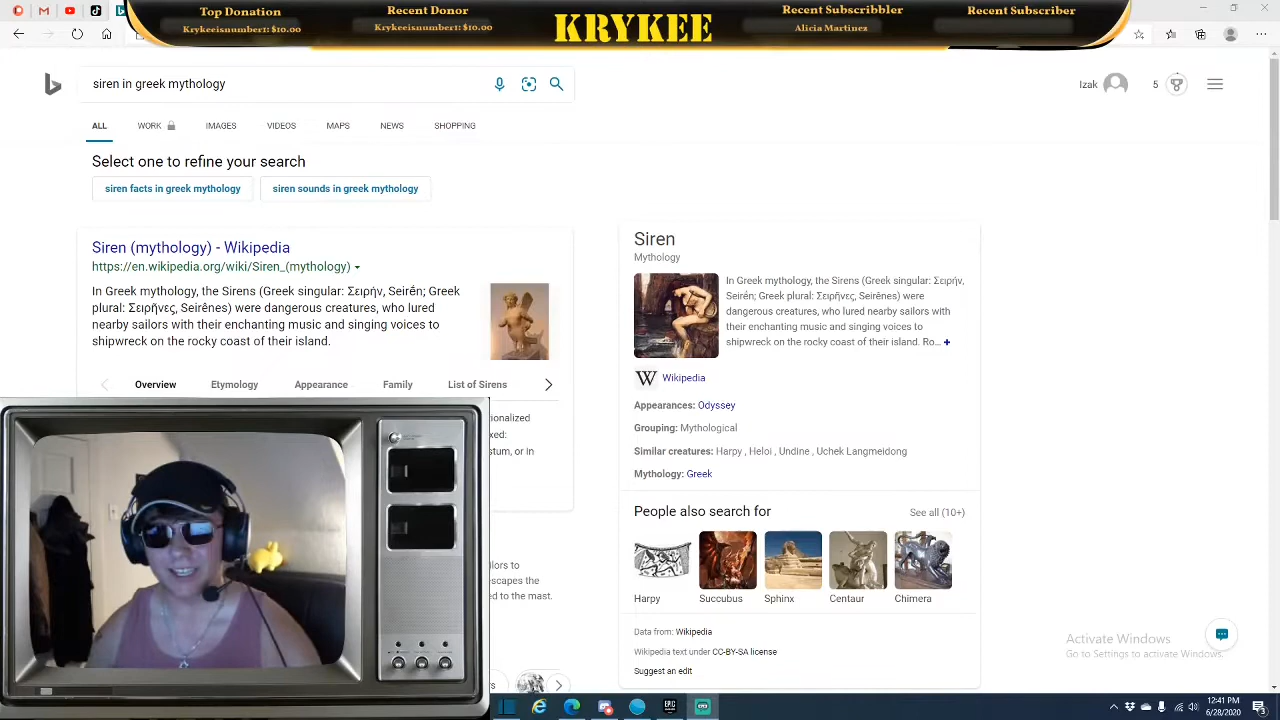 Top Donation
Krykeeisnumber1: $10.00
Recent Donor
Krykeeisnumber1: $10.00
KRYKEE
Recent Subscribbler
Alicia Martinez
Recent Subscriber
siren in greek mythology
Izak
5
ALL WORK IMAGES VIDEOS MAPS NEWS SHOPPING
Select one to refine your search
siren facts in greek mythology
siren sounds in greek mythology
Siren (mythology) - Wikipedia
https://en.wikipedia.org/wiki/Siren_(mythology)
In Greek mythology, the Sirens (Greek singular: Σειρήν, Seirēn; Greek
plural: Σειρῆνες, Seirênes) were dangerous creatures, who lured nearby
sailors with their enchanting music and singing voices to
shipwreck on the rocky coast of their island.
Overview Etymology Appearance Family List of Sirens
Siren
Mythology
In Greek mythology, the Sirens (Greek singular: Σειρήν,
Seirén; Greek plural: Σειρῆνες, Seirênes) were
dangerous creatures, who lured nearby sailors with
their enchanting music and singing voices to
shipwreck on the rocky coast of their island. Ro...
W Wikipedia
Appearances: Odyssey
Grouping: Mythological
Similar creatures: Harpy , Heloi , Undine , Uchek Langmeidong
Mythology: Greek
People also search for
See all (10+)
Harpy Succubus Sphinx Centaur Chimera
Data from: Wikipedia
Wikipedia text under CC-BY-SA license
Suggest an edit
Activate Windows
Go to Settings to activate Windows.
EPIC
12:41 PM
6/28/2020